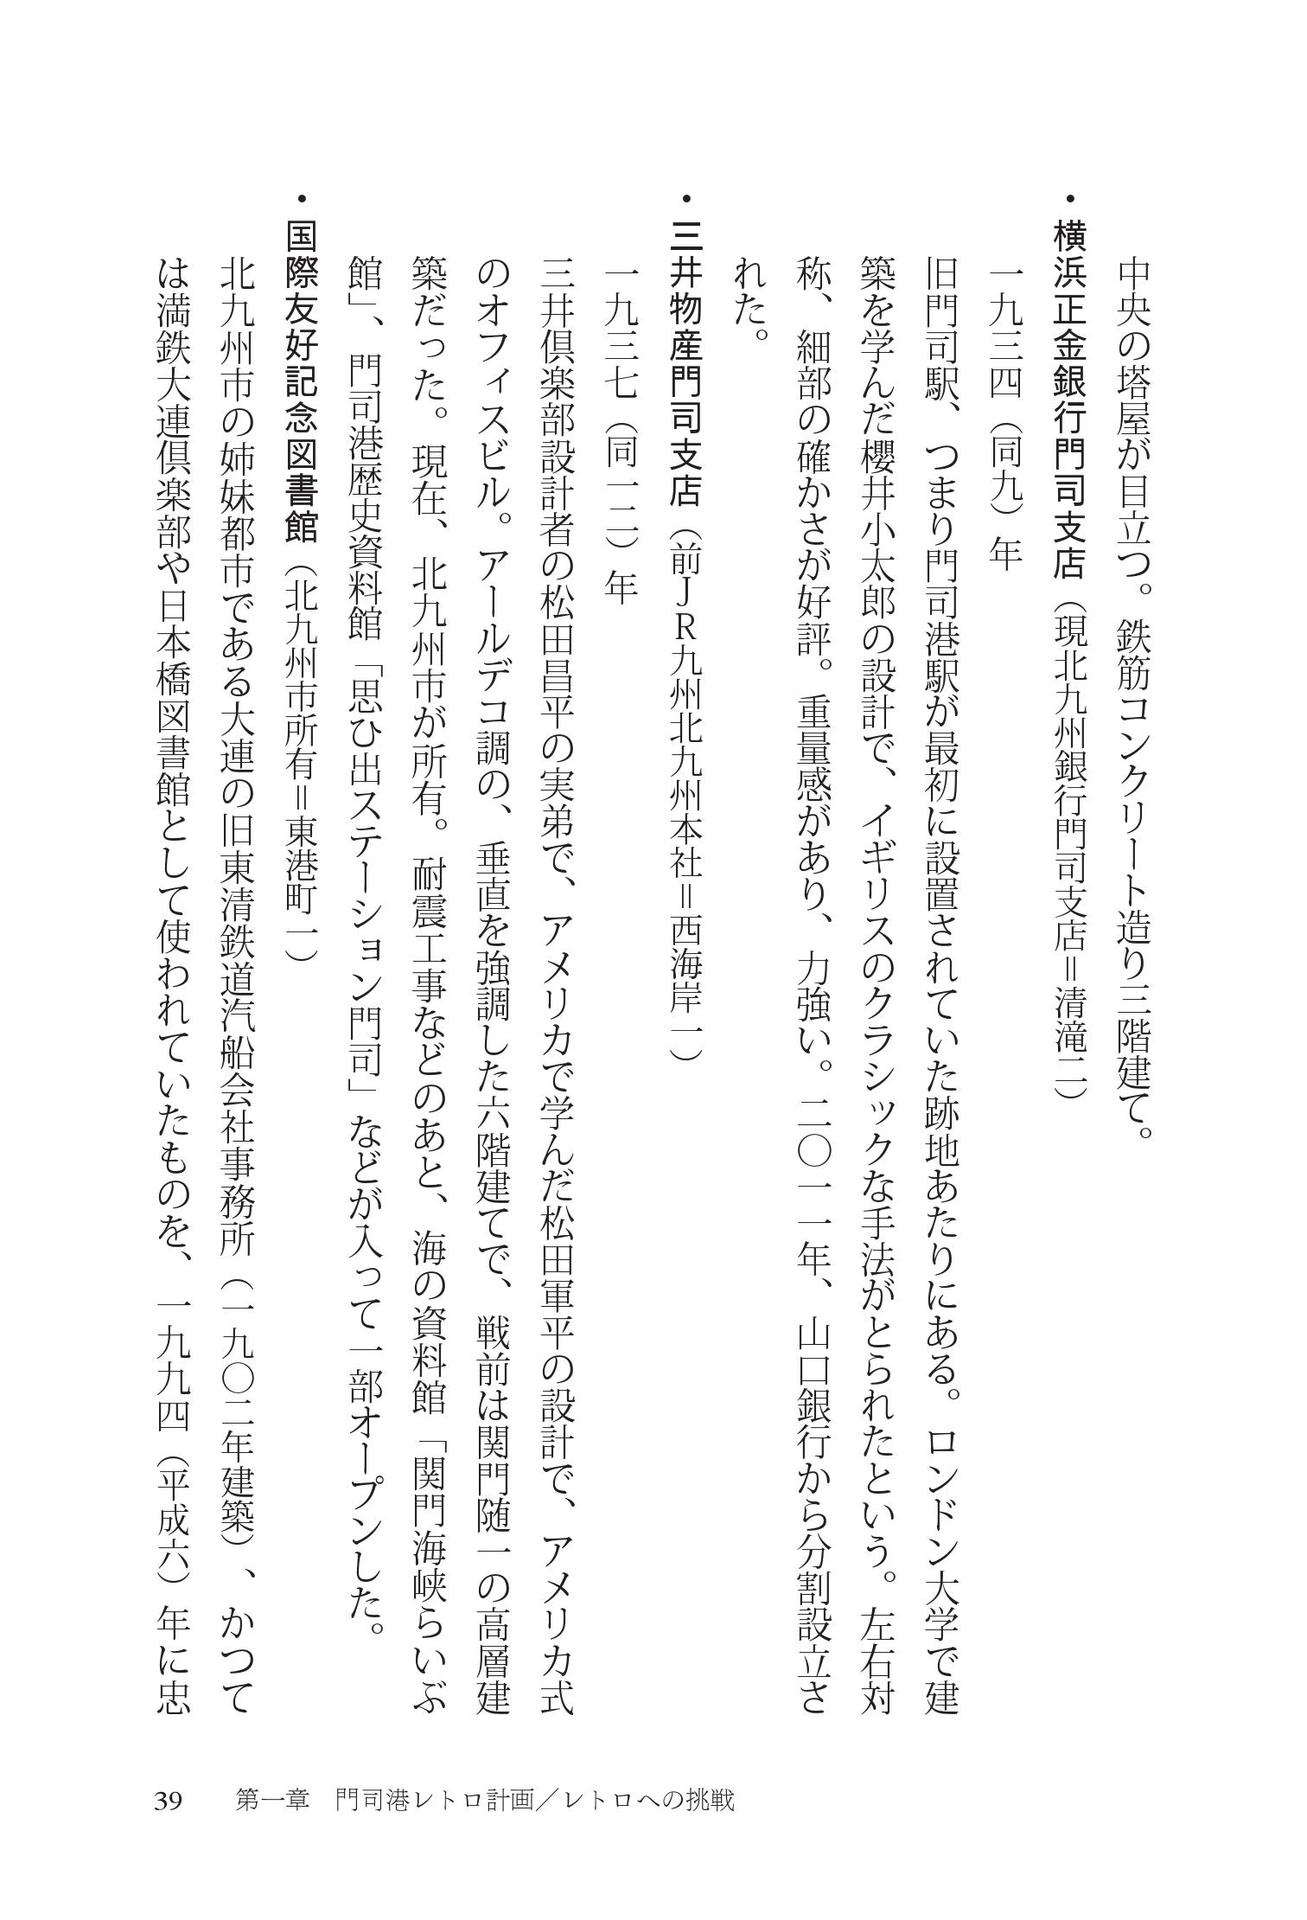 中央の塔屋が目立つ。鉄筋コンクリート造り三階建て。
・横浜正金銀行門司支店（現北九州銀行門司支店＝清滝二）
一九三四（同九）年
旧門司駅、つまり門司港駅が最初に設置されていた跡地あたりにある。ロンドン大学で建
築を学んだ櫻井小太郎の設計で、イギリスのクラシックな手法がとられたという。左右対
称、細部の確かさが好評。重量感があり、力強い。二〇一一年、山口銀行から分割設立さ
れた。
・三井物産門司支店（前ＪＲ九州北九州本社＝西海岸一）
一九三七（同一二）年
三井倶楽部設計者の松田昌平の実弟で、アメリカで学んだ松田軍平の設計で、アメリカ式
のオフィスビル。アールデコ調の、垂直を強調した六階建てで、戦前は関門随一の高層建
築だった。現在、北九州市が所有。耐震工事などのあと、海の資料館「関門海峡らいぶ
館」、門司港歴史資料館「思ひ出ステーション門司」などが入って一部オープンした。
・国際友好記念図書館（北九州市所有＝東港町一）
北九州市の姉妹都市である大連の旧東清鉄道汽船会社事務所（一九〇二年建築）、かつて
は満鉄大連倶楽部や日本橋図書館として使われていたものを、一九九四（平成六）年に忠
39　第一章　門司港レトロ計画／レトロへの挑戦